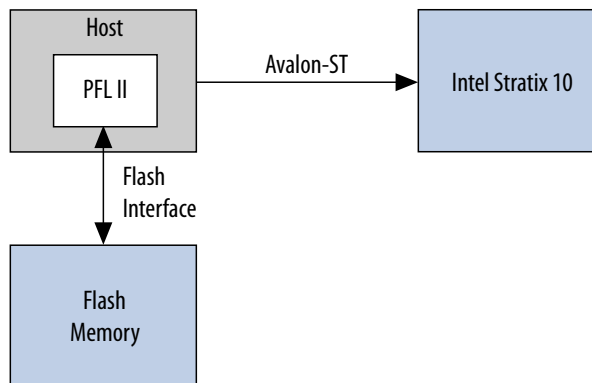 Host
PFL II
Avalon-ST
Intel Stratix 10
Flash
Interface
Flash
Memory